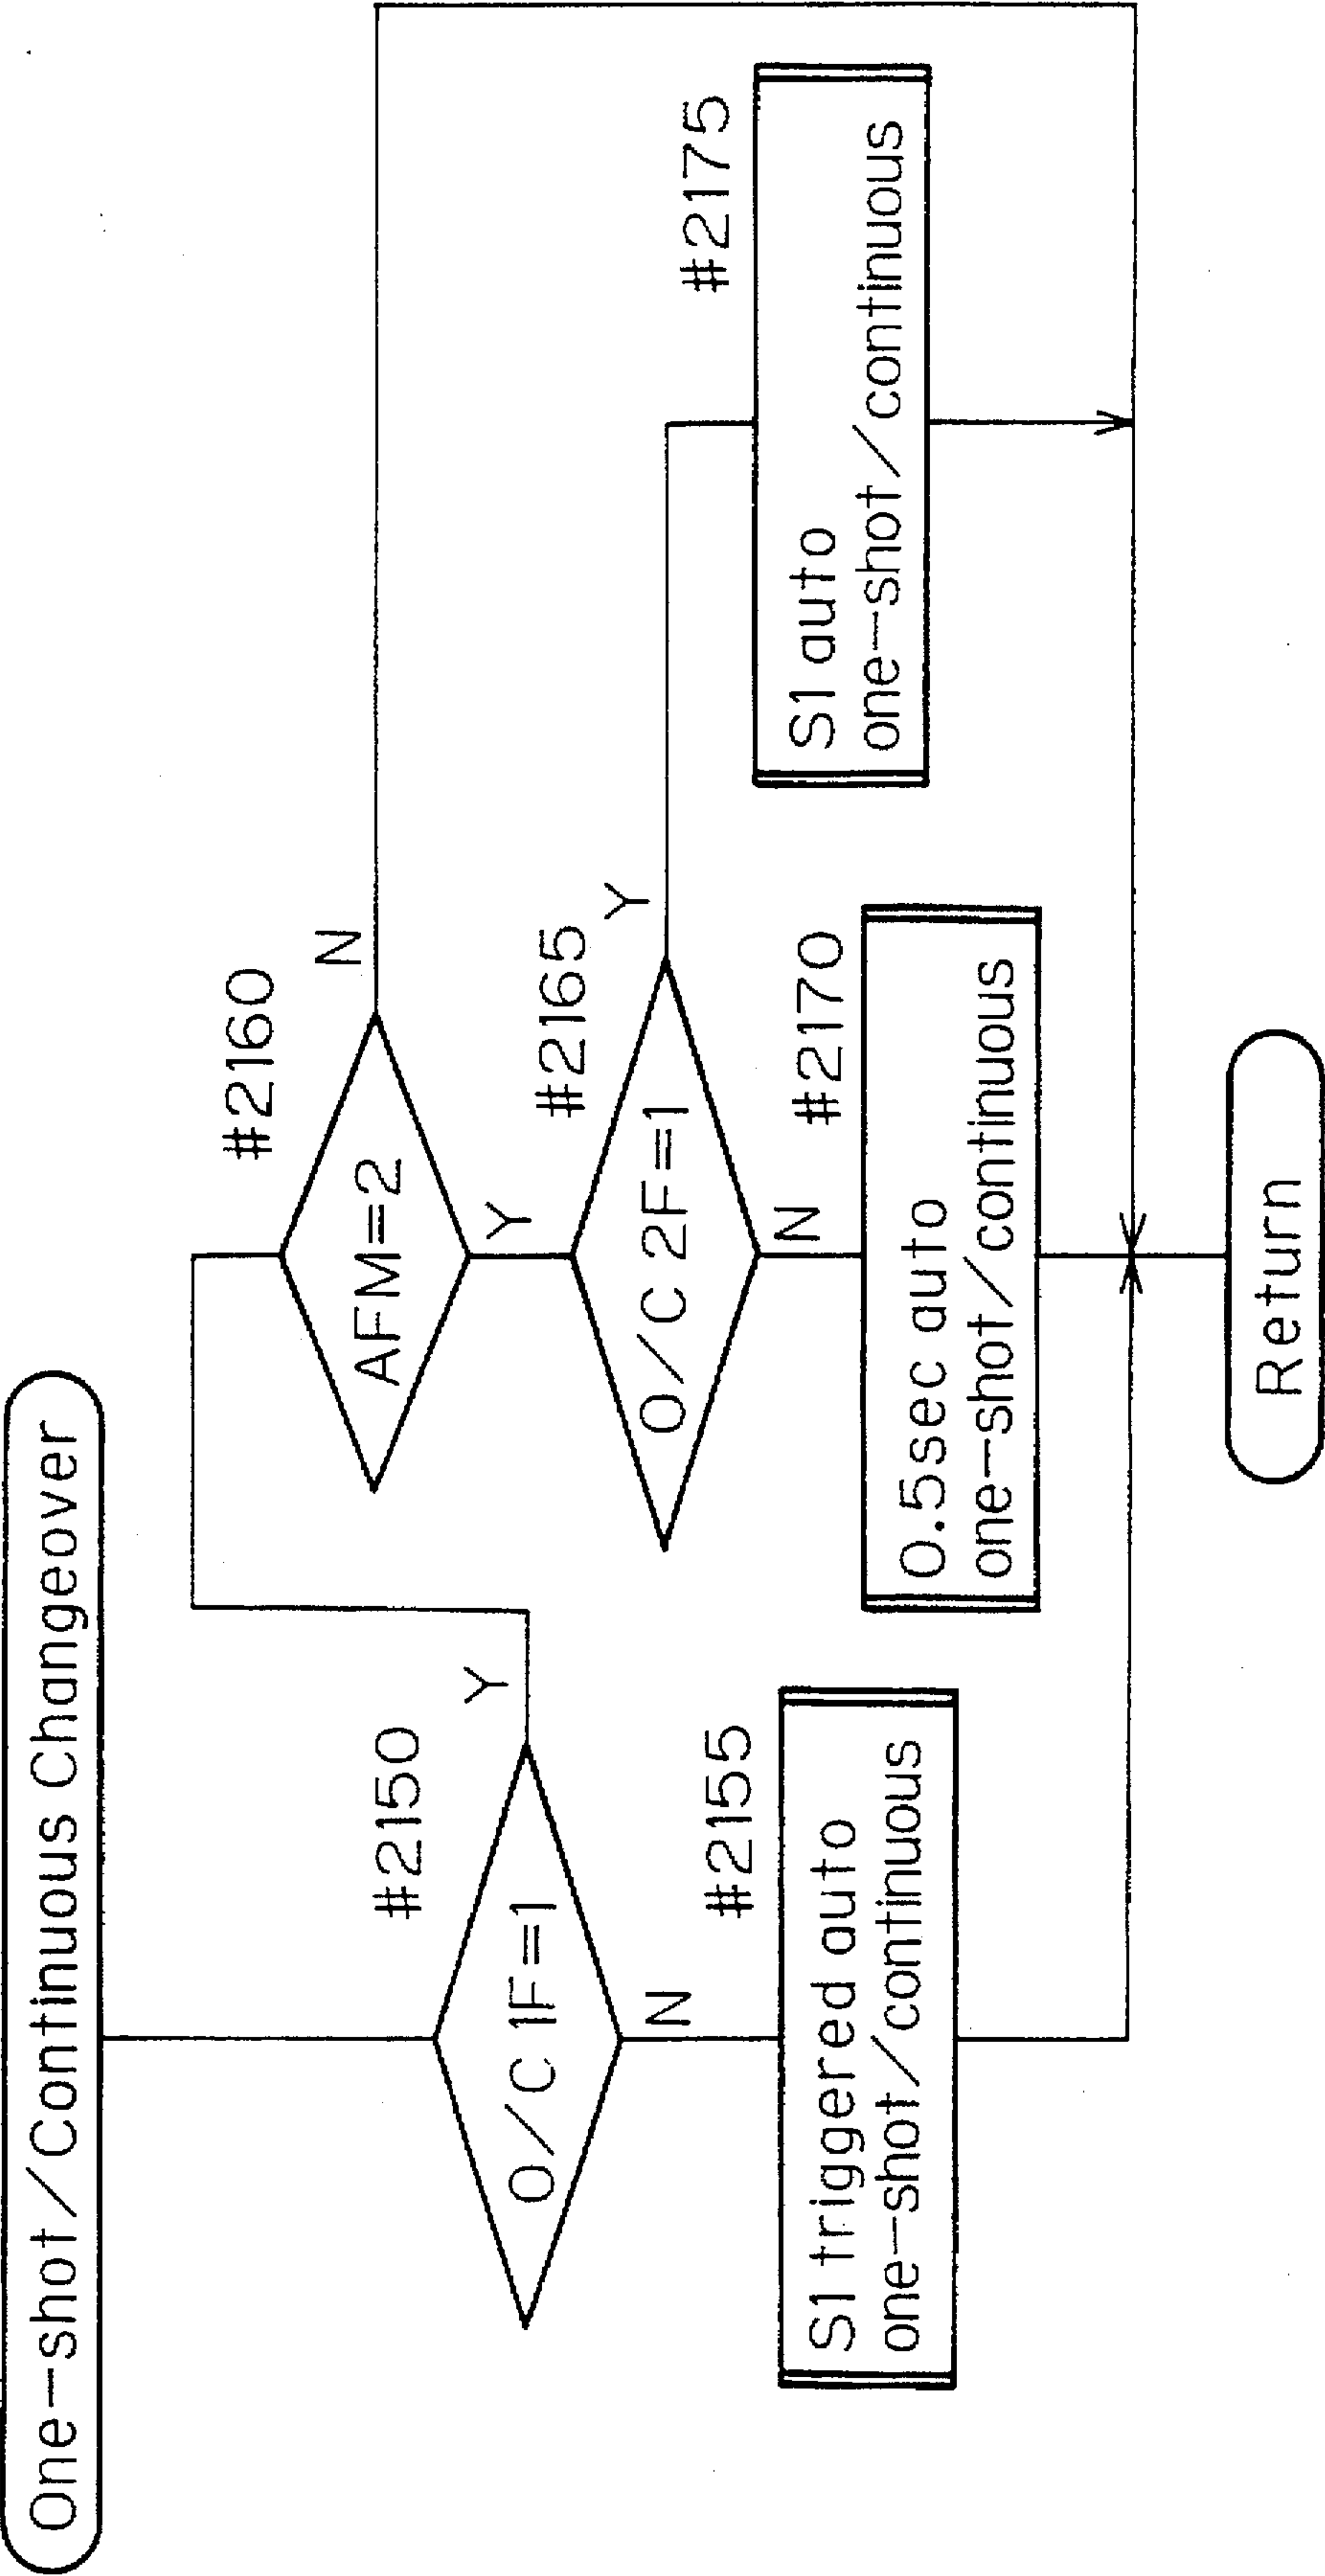 One-shot/Continuous Changeover
#2150
O/C 1F=1
Y
N
#2155
S1 triggered auto
one-shot/continuous
#2160
AFM=2
N
Y
#2165
O/C 2F=1
Y
N
#2170
0.5sec auto
one-shot/continuous
#2175
S1 auto
one-shot/continuous
Return